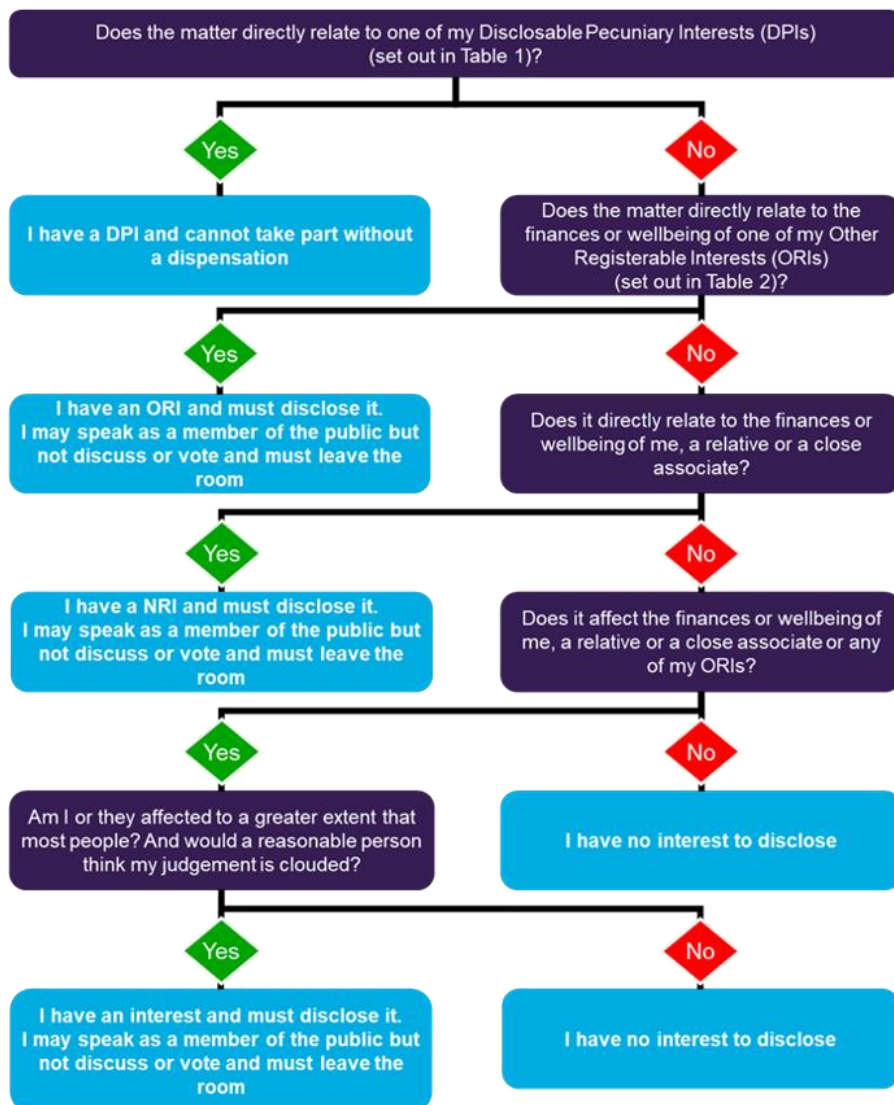 Does the matter directly relate to one of my Disclosable Pecuniary Interests (DPIs)
(set out in Table 1)?
Yes
No
I have a DPI and cannot take part without
a dispensation
Does the matter directly relate to the
finances or wellbeing of one of my Other
Registerable Interests (ORIs)
(set out in Table 2)?
Yes
No
I have an ORI and must disclose it.
I may speak as a member of the public but
not discuss or vote and must leave the
room
Does it directly relate to the finances or
wellbeing of me, a relative or a close
associate?
Yes
No
I have a NRI and must disclose it.
I may speak as a member of the public but
not discuss or vote and must leave the
room
Does it affect the finances or wellbeing of
me, a relative or a close associate or any
of my ORIs?
Yes
No
Am I or they affected to a greater extent that
most people? And would a reasonable person
think my judgement is clouded?
I have no interest to disclose
Yes
No
I have an interest and must disclose it.
I may speak as a member of the public but
not discuss or vote and must leave the
room
I have no interest to disclose